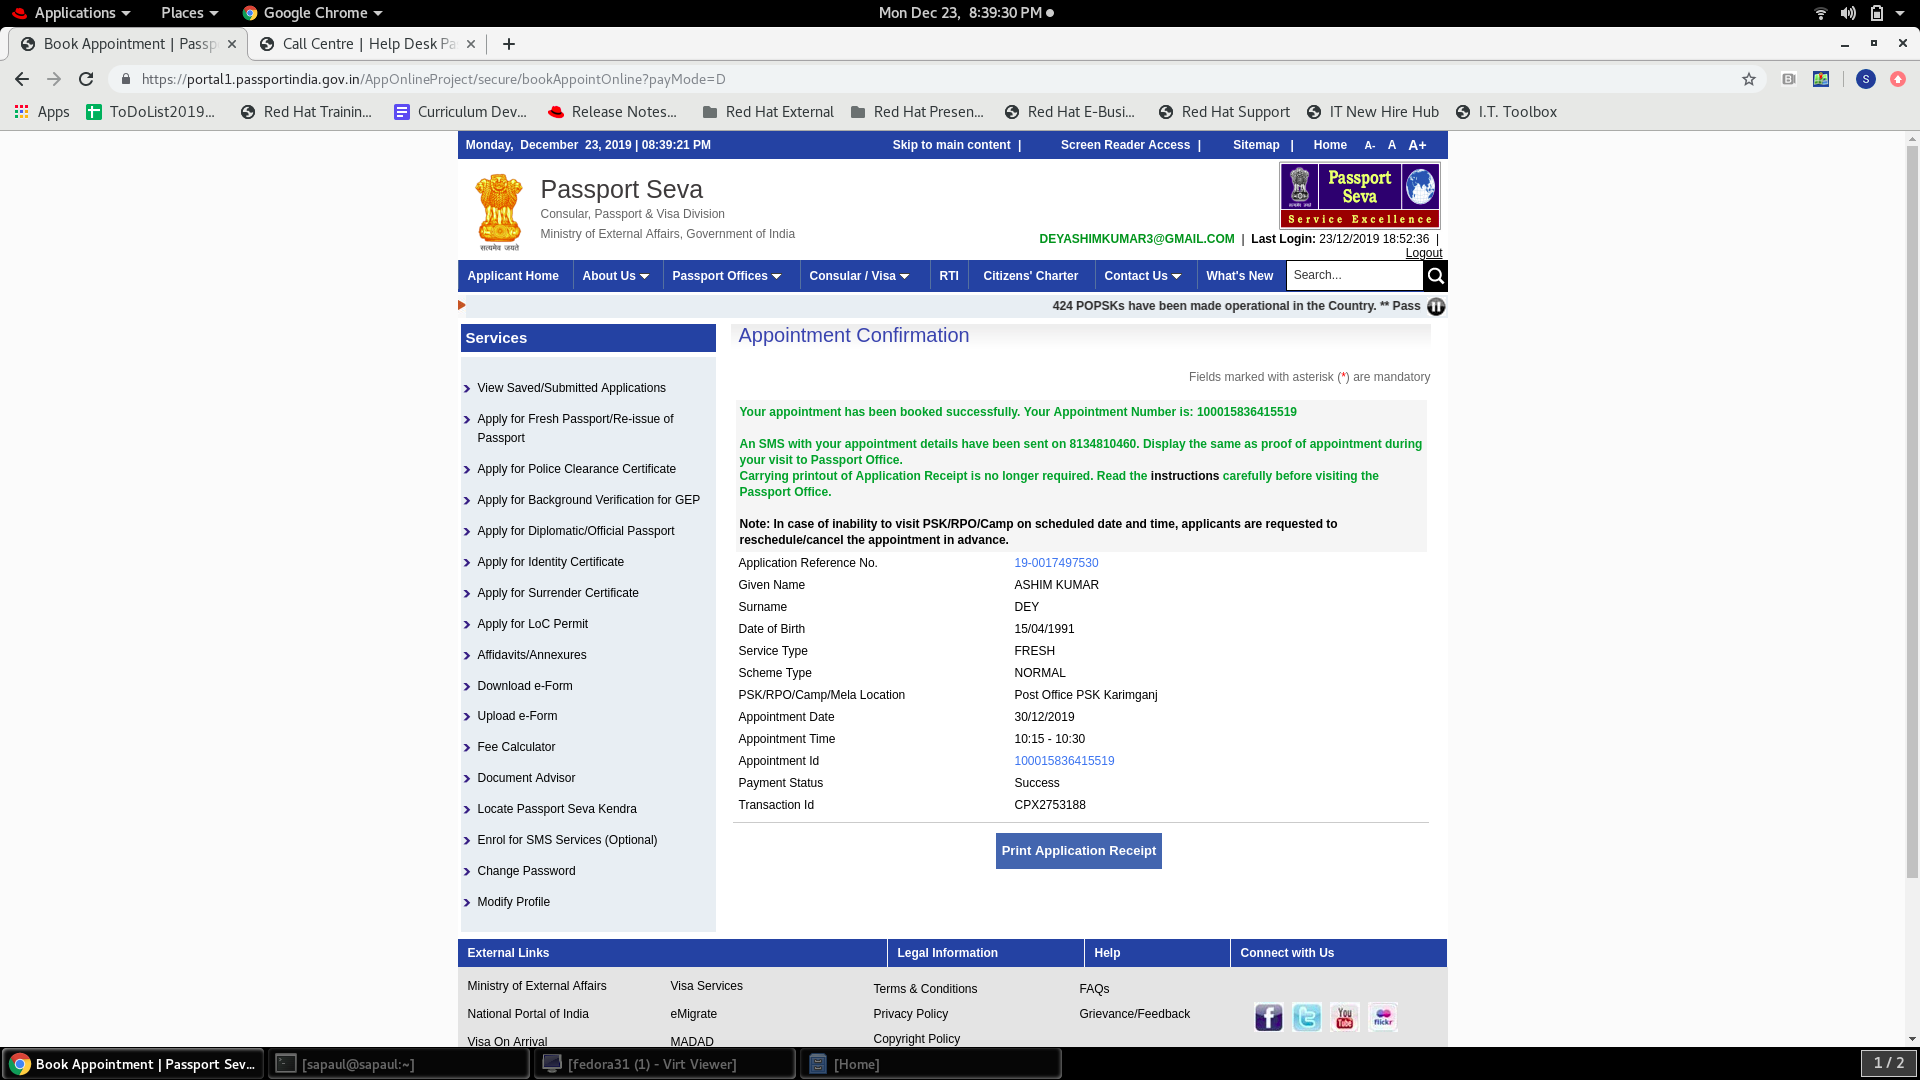 Applications
Places
Google Chrome
Mon Dec 23, 8:39:30 PM
Book Appointment | Passp
Call Centre | Help Desk Pa
https://portal1.passportindia.gov.in/AppOnlineProject/secure/bookAppointOnline?payMode=D
S
Apps
ToDoList2019...
Red Hat Trainin...
Curriculum Dev...
Release Notes...
Red Hat External
Red Hat Presen...
Red Hat E-Busi...
Red Hat Support
IT New Hire Hub
I.T. Toolbox
Monday, December 23, 2019 | 08:39:21 PM
Skip to main content |
Screen Reader Access |
Sitemap |
Home
A- A A+
सत्यमेव जयते
Passport Seva
Consular, Passport & Visa Division
Ministry of External Affairs, Government of India
Passport
Seva
Service Excellence
DEYASHIMKUMAR3@GMAIL.COM | Last Login: 23/12/2019 18:52:36 |
Logout
Applicant Home
About Us
Passport Offices
Consular / Visa
RTI
Citizens' Charter
Contact Us
What's New
Search...
424 POPSKs have been made operational in the Country. ** Pass
Services
View Saved/Submitted Applications
Apply for Fresh Passport/Re-issue of
Passport
Apply for Police Clearance Certificate
Apply for Background Verification for GEP
Apply for Diplomatic/Official Passport
Apply for Identity Certificate
Apply for Surrender Certificate
Apply for LoC Permit
Affidavits/Annexures
Download e-Form
Upload e-Form
Fee Calculator
Document Advisor
Locate Passport Seva Kendra
Enrol for SMS Services (Optional)
Change Password
Modify Profile
Appointment Confirmation
Fields marked with asterisk (*) are mandatory
Your appointment has been booked successfully. Your Appointment Number is: 100015836415519
An SMS with your appointment details have been sent on 8134810460. Display the same as proof of appointment during
your visit to Passport Office.
Carrying printout of Application Receipt is no longer required. Read the instructions carefully before visiting the
Passport Office.
Note: In case of inability to visit PSK/RPO/Camp on scheduled date and time, applicants are requested to
reschedule/cancel the appointment in advance.
Application Reference No. 19-0017497530
Given Name ASHIM KUMAR
Surname DEY
Date of Birth 15/04/1991
Service Type FRESH
Scheme Type NORMAL
PSK/RPO/Camp/Mela Location Post Office PSK Karimganj
Appointment Date 30/12/2019
Appointment Time 10:15 - 10:30
Appointment Id 100015836415519
Payment Status Success
Transaction Id CPX2753188
Print Application Receipt
External Links
Legal Information
Help
Connect with Us
Ministry of External Affairs
Visa Services
Terms & Conditions
FAQs
National Portal of India
eMigrate
Privacy Policy
Grievance/Feedback
Visa On Arrival
MADAD
Copyright Policy
You
Tube
flickr
Book Appointment | Passport Sev...
[sapaul@sapaul:~]
[fedora31 (1) - Virt Viewer]
[Home]
1 / 2